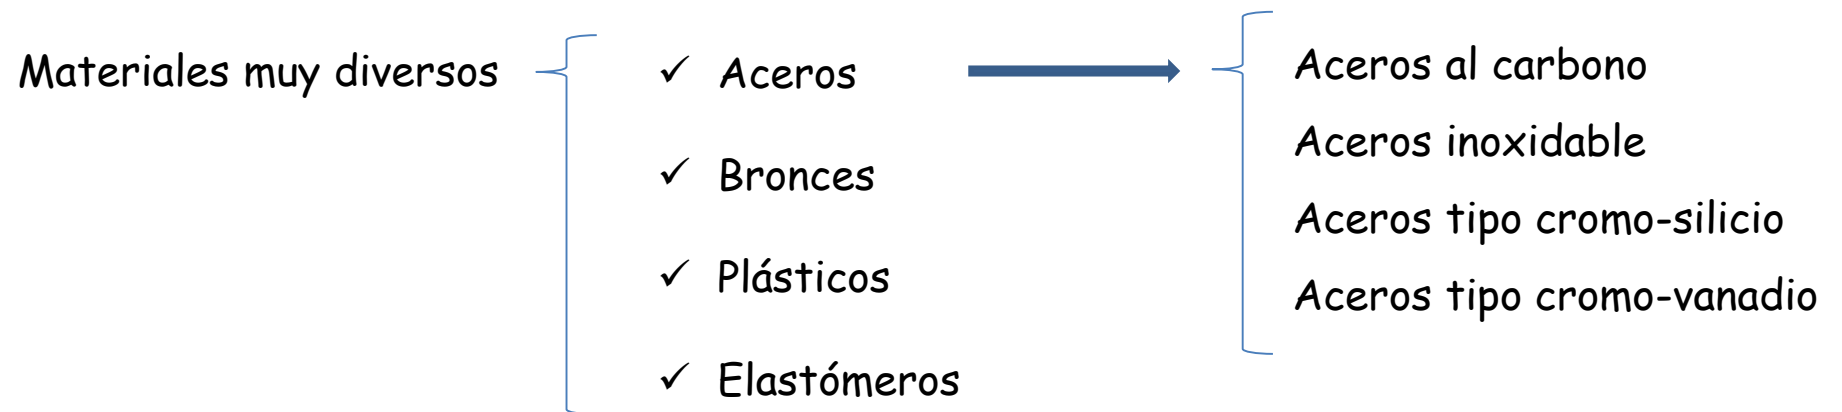 Materiales muy diversos
✓ Aceros
✓ Bronces
✓ Plásticos
✓ Elastómeros
Aceros al carbono
Aceros inoxidable
Aceros tipo cromo-silicio
Aceros tipo cromo-vanadio